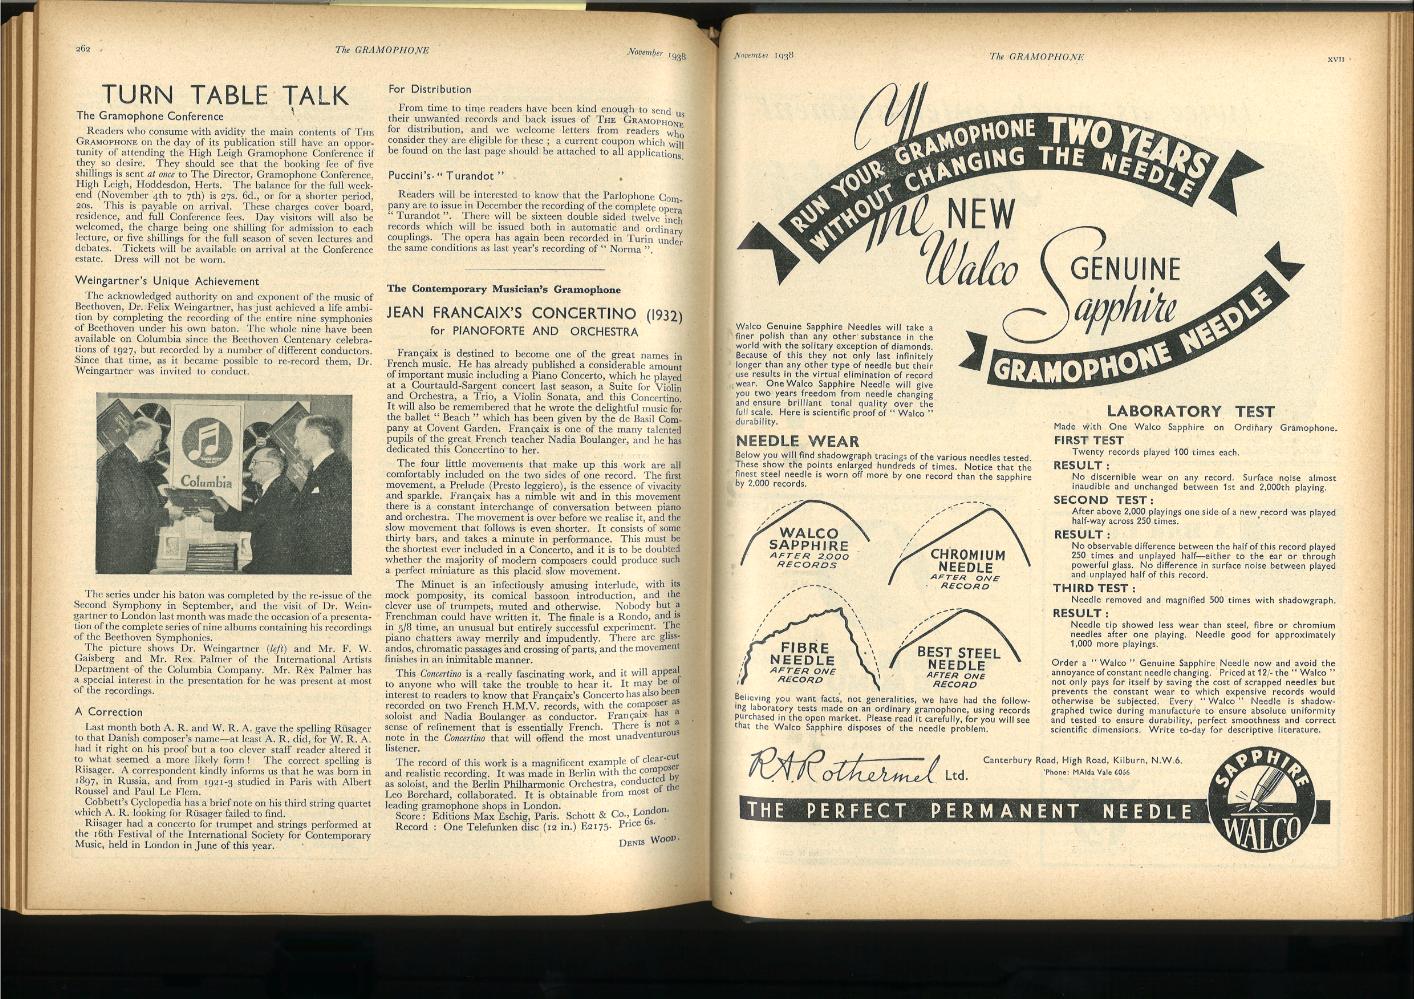 262
The GRAMOPHONE
November 1938
TURN TABLE TALK
The Gramophone Conference
Readers who consume with avidity the main contents of THE
GRAMOPHONE on the day of its publication still have an oppor-
tunity of attending the High Leigh Gramophone Conference if
they so desire. They should see that the booking fee of five
shillings is sent at once to The Director, Gramophone Conference,
High Leigh, Hoddesdon, Herts. The balance for the full week-
end (November 4th to 7th) is 27s. 6d., or for a shorter period,
20s. This is payable on arrival. These charges cover board,
residence, and full Conference fees. Day visitors will also be
welcomed, the charge being one shilling for admission to each
lecture, or five shillings for the full season of seven lectures and
debates. Tickets will be available on arrival at the Conference
estate. Dress will not be worn.
Weingartner's Unique Achievement
The acknowledged authority on and exponent of the music of
Beethoven, Dr. Felix Weingartner, has just achieved a life ambi-
tion by completing the recording of the entire nine symphonies
of Beethoven under his own baton. The whole nine have been
available on Columbia since the Beethoven Centenary celebra-
tions of 1927, but recorded by a number of different conductors.
Since that time, as it became possible to re-record them, Dr.
Weingartner was invited to conduct.
Columbia
The series under his baton was completed by the re-issue of the
Second Symphony in September, and the visit of Dr. Wein-
gartner to London last month was made the occasion of a presenta-
tion of the complete series of nine albums containing his recordings
of the Beethoven Symphonies.
The picture shows Dr. Weingartner (left) and Mr. F. W.
Gaisberg and Mr. Rex Palmer of the International Artists
Department of the Columbia Company. Mr. Rex Palmer has
a special interest in the presentation for he was present at most
of the recordings.
A Correction
Last month both A. R. and W. R. A. gave the spelling Rüsager
to that Danish composer's name—at least A. R. did, for W. R. A.
had it right on his proof but a too clever staff reader altered it
to what seemed a more likely form! The correct spelling is
Riisager. A correspondent kindly informs us that he was born in
1897, in Russia, and from 1921-3 studied in Paris with Albert
Roussel and Paul Le Flem.
Cobbett's Cyclopedia has a brief note on his third string quartet
which A. R. looking for Rüsager failed to find.
Riisager had a concerto for trumpet and strings performed at
the 16th Festival of the International Society for Contemporary
Music, held in London in June of this year.
For Distribution
From time to time readers have been kind enough to send us
their unwanted records and back issues of THE GRAMOPHONE
for distribution, and we welcome letters from readers who
consider they are eligible for these ; a current coupon which will
be found on the last page should be attached to all applications.
Puccini's "Turandot"
Readers will be interested to know that the Parlophone Com-
pany are to issue in December the recording of the complete opera
"Turandot". There will be sixteen double sided twelve inch
records which will be issued both in automatic and ordinary
couplings. The opera has again been recorded in Turin under
the same conditions as last year's recording of "Norma".
The Contemporary Musician's Gramophone
JEAN FRANCAIX'S CONCERTINO (1932)
for PIANOFORTE AND ORCHESTRA
Françaix is destined to become one of the great names in
French music. He has already published a considerable amount
of important music including a Piano Concerto, which he played
at a Courtauld-Sargent concert last season, a Suite for Violin
and Orchestra, a Trio, a Violin Sonata, and this Concertino.
It will also be remembered that he wrote the delightful music for
the ballet "Beach" which has been given by the de Basil Com-
pany at Covent Garden. Françaix is one of the many talented
pupils of the great French teacher Nadia Boulanger, and he has
dedicated this Concertino to her.
The four little movements that make up this work are all
comfortably included on the two sides of one record. The first
movement, a Prelude (Presto leggiero), is the essence of vivacity
and sparkle. Françaix has a nimble wit and in this movement
there is a constant interchange of conversation between piano
and orchestra. The movement is over before we realise it, and the
slow movement that follows is even shorter. It consists of some
thirty bars, and takes a minute in performance. This must be
the shortest ever included in a Concerto, and it is to be doubted
whether the majority of modern composers could produce such
a perfect miniature as this placid slow movement.
The Minuet is an infectiously amusing interlude, with its
mock pomposity, its comical bassoon introduction, and the
clever use of trumpets, muted and otherwise. Nobody but a
Frenchman could have written it. The finale is a Rondo, and is
in 5/8 time, an unusual but entirely successful experiment. The
piano chatters away merrily and impudently. There are gliss-
andos, chromatic passages and crossing of parts, and the movement
finishes in an inimitable manner.
This Concertino is a really fascinating work, and it will appeal
to anyone who will take the trouble to hear it. It may be of
interest to readers to know that Françaix's Concerto has also been
recorded on two French H.M.V. records, with the composer as
soloist and Nadia Boulanger as conductor. Françaix has a
sense of refinement that is essentially French. There is not a
note in the Concertino that will offend the most unadventurous
listener.
The record of this work is a magnificent example of clear-cut
and realistic recording. It was made in Berlin with the composer
as soloist, and the Berlin Philharmonic Orchestra, conducted by
Leo Borchard, collaborated. It is obtainable from most of the
leading gramophone shops in London.
Score : Editions Max Eschig, Paris. Schott & Co., London.
Record : One Telefunken disc (12 in.) E2175. Price 6s.
DENIS WOOD.
November 1938
The GRAMOPHONE
XVII
RUN YOUR GRAMOPHONE TWO YEARS
WITHOUT CHANGING THE NEEDLE
The NEW
Walco GENUINE
Sapphire
GRAMOPHONE NEEDLE
Walco Genuine Sapphire Needles will take a
finer polish than any other substance in the
world with the solitary exception of diamonds.
Because of this they not only last infinitely
longer than any other type of needle but their
use results in the virtual elimination of record
wear. One Walco Sapphire Needle will give
you two years freedom from needle changing
and ensure brilliant tonal quality over the
full scale. Here is scientific proof of "Walco"
durability.
NEEDLE WEAR
Below you will find shadowgraph tracings of the various needles tested.
These show the points enlarged hundreds of times. Notice that the
finest steel needle is worn off more by one record than the sapphire
by 2,000 records.
WALCO
SAPPHIRE
AFTER 2,000
RECORDS
CHROMIUM
NEEDLE
AFTER ONE
RECORD
FIBRE
NEEDLE
AFTER ONE
RECORD
BEST STEEL
NEEDLE
AFTER ONE
RECORD
Believing you want facts, not generalities, we have had the follow-
ing laboratory tests made on an ordinary gramophone, using records
purchased in the open market. Please read it carefully, for you will see
that the Walco Sapphire disposes of the needle problem.
LABORATORY TEST
Made with One Walco Sapphire on Ordinary Gramophone.
FIRST TEST
Twenty records played 100 times each.
RESULT :
No discernible wear on any record. Surface noise almost
inaudible and unchanged between 1st and 2,000th playing.
SECOND TEST :
After above 2,000 playings one side of a new record was played
half-way across 250 times.
RESULT :
No observable difference between the half of this record played
250 times and unplayed half—either to the ear or through
powerful glass. No difference in surface noise between played
and unplayed half of this record.
THIRD TEST :
Needle removed and magnified 500 times with shadowgraph.
RESULT :
Needle tip showed less wear than steel, fibre or chromium
needles after one playing. Needle good for approximately
1,000 more playings.
Order a "Walco" Genuine Sapphire Needle now and avoid the
annoyance of constant needle changing. Priced at 12/- the "Walco"
not only pays for itself by saving the cost of scrapped needles but
prevents the constant wear to which expensive records would
otherwise be subjected. Every "Walco" Needle is shadow-
graphed twice during manufacture to ensure absolute uniformity
and tested to ensure durability, perfect smoothness and correct
scientific dimensions. Write to-day for descriptive literature.
R.A.Rothermel Ltd.
Canterbury Road, High Road, Kilburn, N.W.6.
'Phone: MAIda Vale 6066
THE PERFECT PERMANENT NEEDLE
SAPPHIRE
WALCO